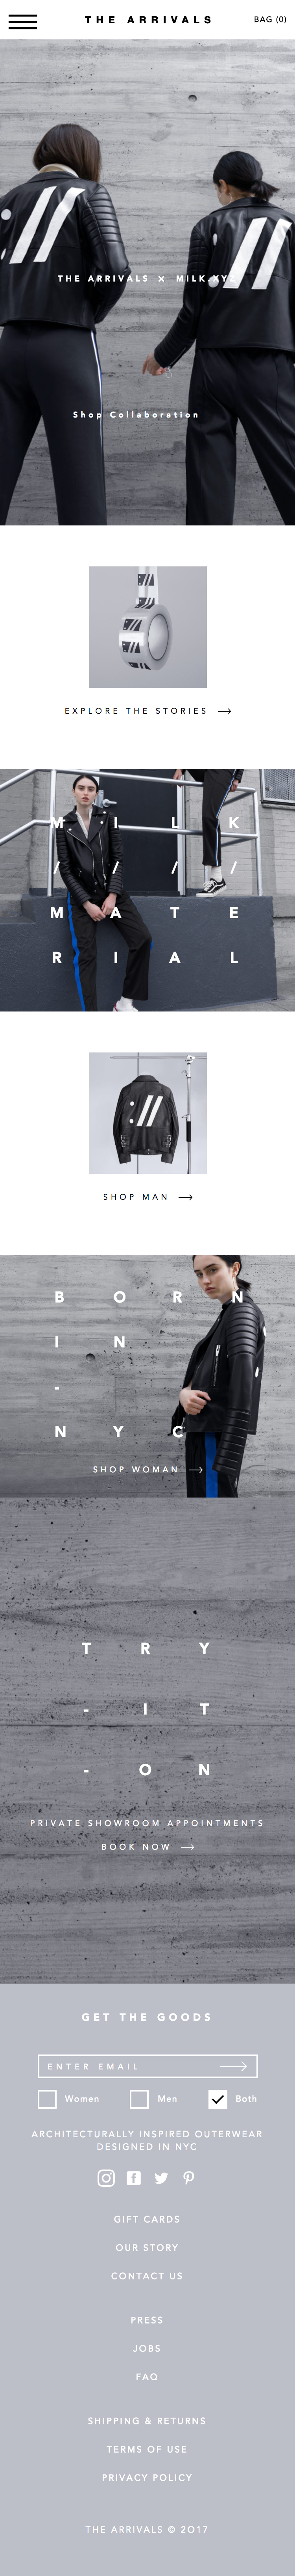 THE ARRIVALS
BAG (0)
THE ARRIVALS × MILK.XYZ
Shop Collaboration
EXPLORE THE STORIES →
M I L K
/ / / /
M A T E
R I A L
SHOP MAN →
B O R N
I N
-
N Y C
SHOP WOMAN →
T R Y
- I T
- O N
PRIVATE SHOWROOM APPOINTMENTS
BOOK NOW →
GET THE GOODS
ENTER EMAIL
Women Men Both
ARCHITECTURALLY INSPIRED OUTERWEAR
DESIGNED IN NYC
GIFT CARDS
OUR STORY
CONTACT US
PRESS
JOBS
FAQ
SHIPPING & RETURNS
TERMS OF USE
PRIVACY POLICY
THE ARRIVALS © 2017